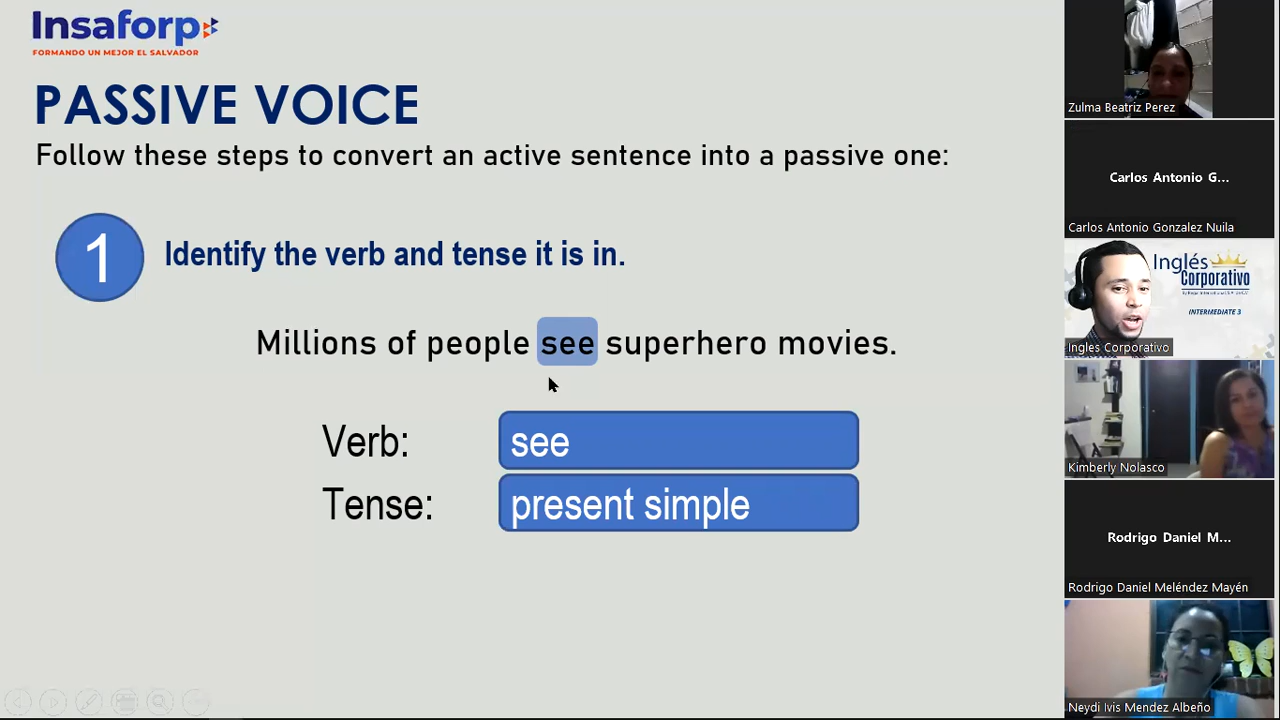 Insaforp
FORMANDO UN MEJOR EL SALVADOR
PASSIVE VOICE
Follow these steps to convert an active sentence into a passive one:
1 Identify the verb and tense it is in.
Millions of people see superhero movies.
Verb: see
Tense: present simple
Zulma Beatriz Perez
Carlos Antonio G...
Carlos Antonio Gonzalez Nuila
Inglés
Corporativo
INTERMEDIATE 3
Ingles Corporativo
Kimberly Nolasco
Rodrigo Daniel M...
Rodrigo Daniel Meléndez Mayén
Neydi Ivis Mendez Albeño